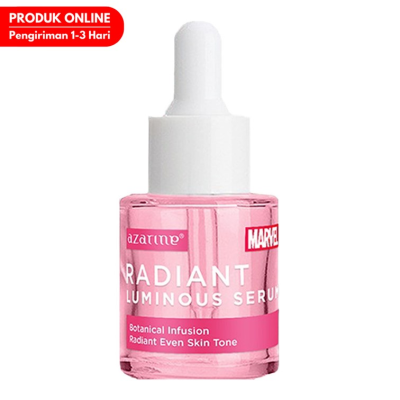 PRODUK ONLINE
Pengiriman 1-3 Hari
azarine®
MARVEL
RADIANT
LUMINOUS SERUM
Botanical Infusion
Radiant Even Skin Tone